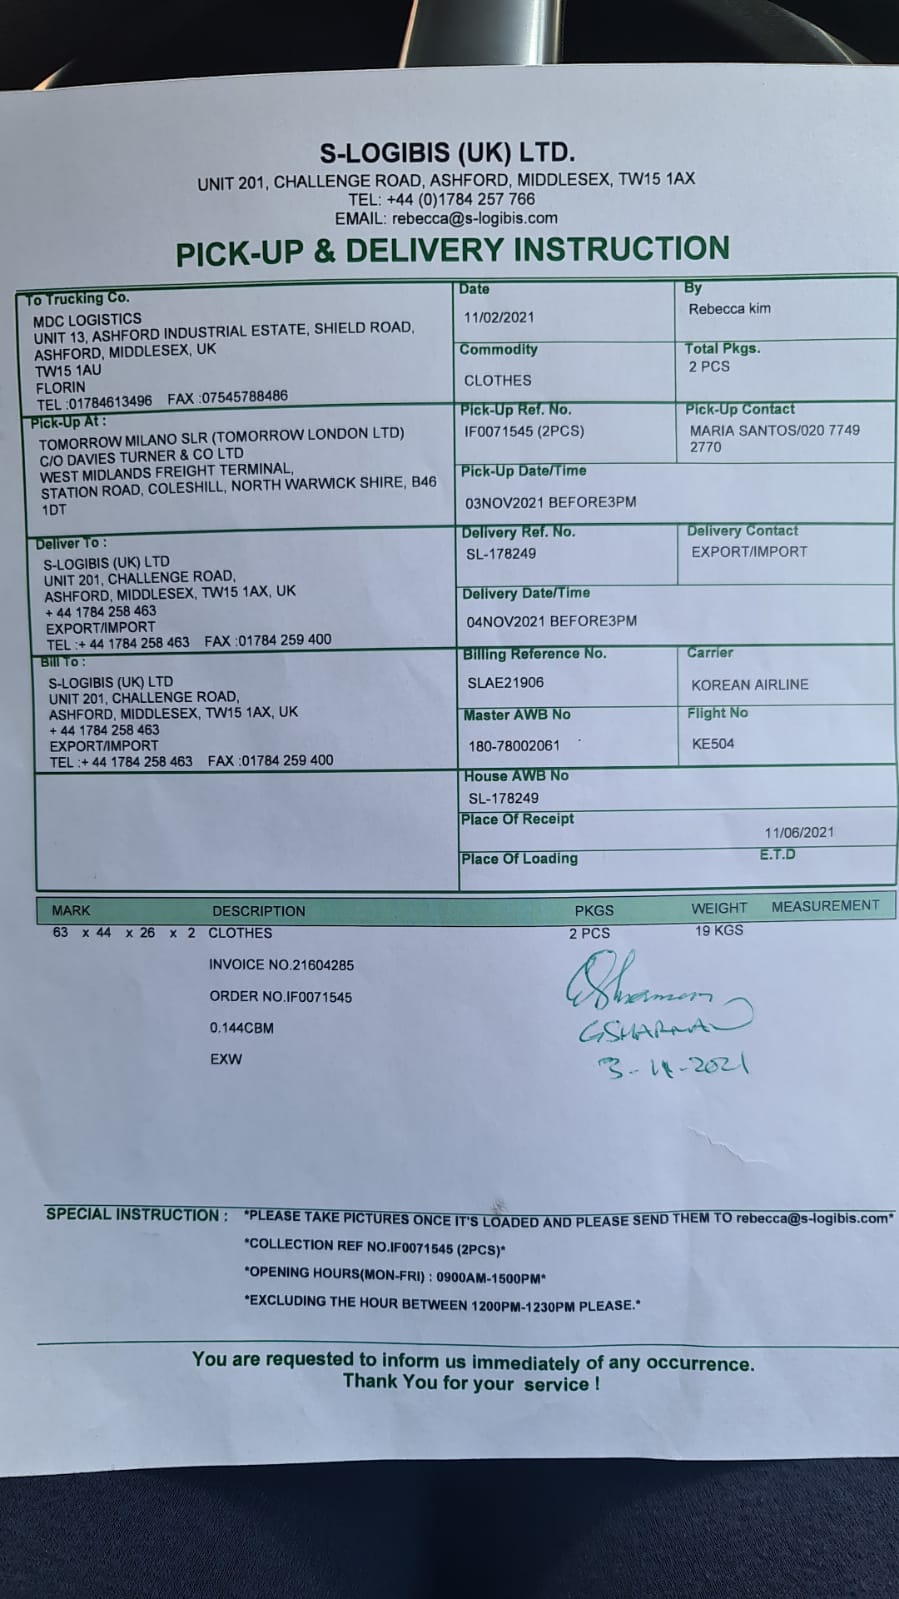 S-LOGIBIS (UK) LTD.
UNIT 201, CHALLENGE ROAD, ASHFORD, MIDDLESEX, TW15 1AX
TEL: +44 (0)1784 257 766
EMAIL: rebecca@s-logibis.com
PICK-UP & DELIVERY INSTRUCTION
To Trucking Co.
MDC LOGISTICS
UNIT 13, ASHFORD INDUSTRIAL ESTATE, SHIELD ROAD,
ASHFORD, MIDDLESEX, UK
TW15 1AU
FLORIN
TEL :01784613496 FAX :07545788486
Date
11/02/2021
By
Rebecca kim
Commodity
CLOTHES
Total Pkgs.
2 PCS
Pick-Up At :
TOMORROW MILANO SLR (TOMORROW LONDON LTD)
C/O DAVIES TURNER & CO LTD
WEST MIDLANDS FREIGHT TERMINAL,
STATION ROAD, COLESHILL, NORTH WARWICK SHIRE, B46
1DT
Pick-Up Ref. No.
IF0071545 (2PCS)
Pick-Up Contact
MARIA SANTOS/020 7749
2770
Pick-Up Date/Time
03NOV2021 BEFORE3PM
Deliver To :
S-LOGIBIS (UK) LTD
UNIT 201, CHALLENGE ROAD,
ASHFORD, MIDDLESEX, TW15 1AX, UK
+ 44 1784 258 463
EXPORT/IMPORT
TEL :+ 44 1784 258 463 FAX :01784 259 400
Delivery Ref. No.
SL-178249
Delivery Contact
EXPORT/IMPORT
Delivery Date/Time
04NOV2021 BEFORE3PM
Bill To :
S-LOGIBIS (UK) LTD
UNIT 201, CHALLENGE ROAD,
ASHFORD, MIDDLESEX, TW15 1AX, UK
+ 44 1784 258 463
EXPORT/IMPORT
TEL :+ 44 1784 258 463 FAX :01784 259 400
Billing Reference No.
SLAE21906
Carrier
KOREAN AIRLINE
Master AWB No
180-78002061
Flight No
KE504
House AWB No
SL-178249
Place Of Receipt
11/06/2021
Place Of Loading
E.T.D
MARK DESCRIPTION PKGS WEIGHT MEASUREMENT
63 x 44 x 26 x 2 CLOTHES 2 PCS 19 KGS
INVOICE NO.21604285
ORDER NO.IF0071545
0.144CBM
EXW
GSHARMAN
3-11-2021
SPECIAL INSTRUCTION : *PLEASE TAKE PICTURES ONCE IT'S LOADED AND PLEASE SEND THEM TO rebecca@s-logibis.com*
*COLLECTION REF NO.IF0071545 (2PCS)*
*OPENING HOURS(MON-FRI) : 0900AM-1500PM*
*EXCLUDING THE HOUR BETWEEN 1200PM-1230PM PLEASE.*
You are requested to inform us immediately of any occurrence.
Thank You for your service !